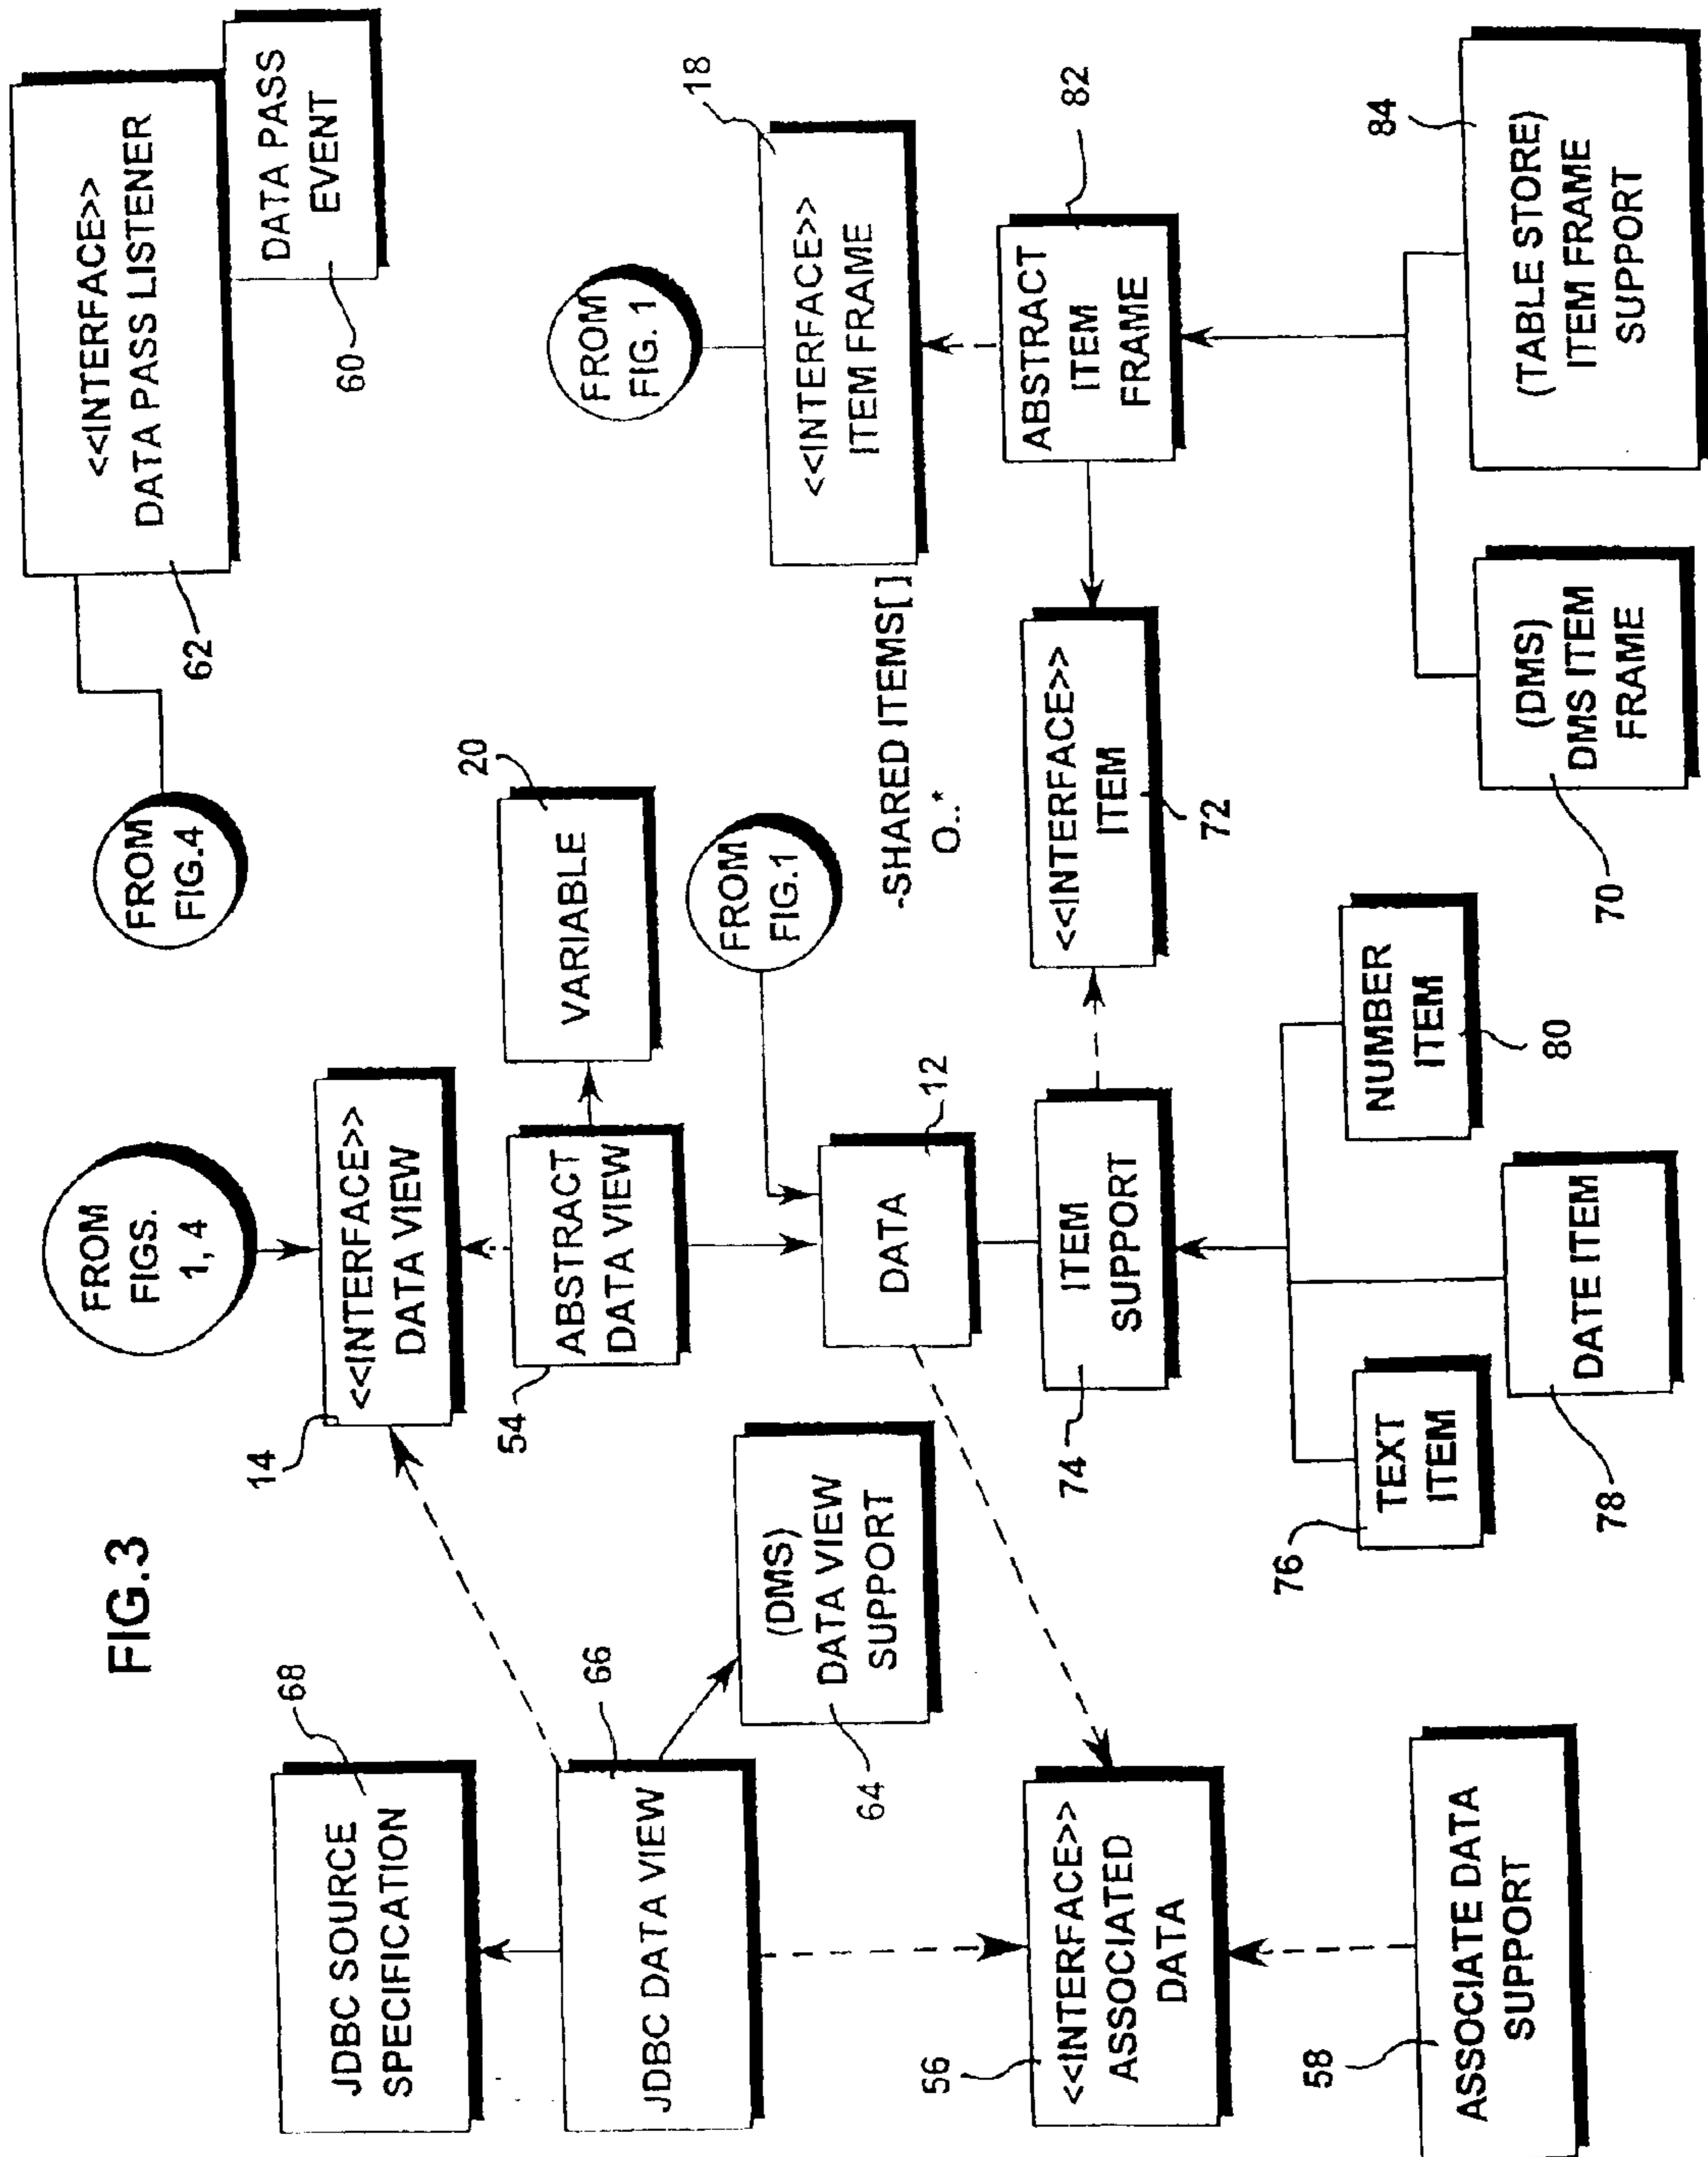 FIG.3
FROM
FIGS.
1, 4
FROM
FIG.4
<<INTERFACE>>
DATA PASS LISTENER
62
DATA PASS
EVENT
60
JDBC SOURCE
SPECIFICATION
68
14
<<INTERFACE>>
DATA VIEW
VARIABLE
20
FROM
FIG. 1
JDBC DATA VIEW
66
54
ABSTRACT
DATA VIEW
(DMS)
DATA VIEW
SUPPORT
64
FROM
FIG.1
<<INTERFACE>>
ITEM FRAME
18
DATA
12
-SHARED ITEMS[ ]
O..*
56
<<INTERFACE>>
ASSOCIATED
DATA
74
ITEM
SUPPORT
<<INTERFACE>>
ITEM
72
ABSTRACT
ITEM
FRAME
82
58
ASSOCIATE DATA
SUPPORT
76
TEXT
ITEM
78
DATE ITEM
NUMBER
ITEM
80
(DMS)
DMS ITEM
FRAME
70
84
(TABLE STORE)
ITEM FRAME
SUPPORT